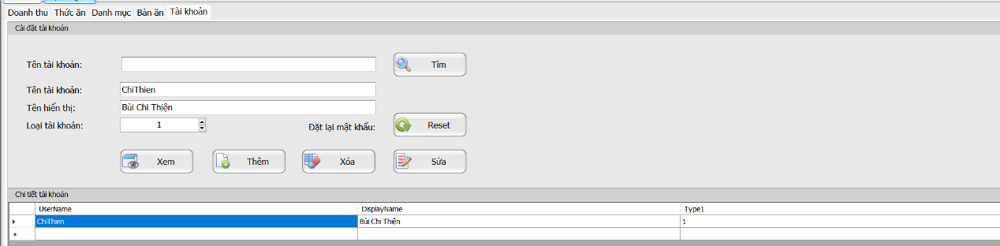 Doanh thu Thức ăn Danh mục Bàn ăn Tài khoản
Cài đặt tài khoản
Tên tài khoản: Tìm
Tên tài khoản: ChiThien
Tên hiển thị: Bùi Chi Thiện
Loại tài khoản: 1 Đặt lại mật khẩu: Reset
Xem Thêm Xóa Sửa
Chi tiết tài khoản
UserName DisplayName Type1
ChiThien Bùi Chi Thiện 1